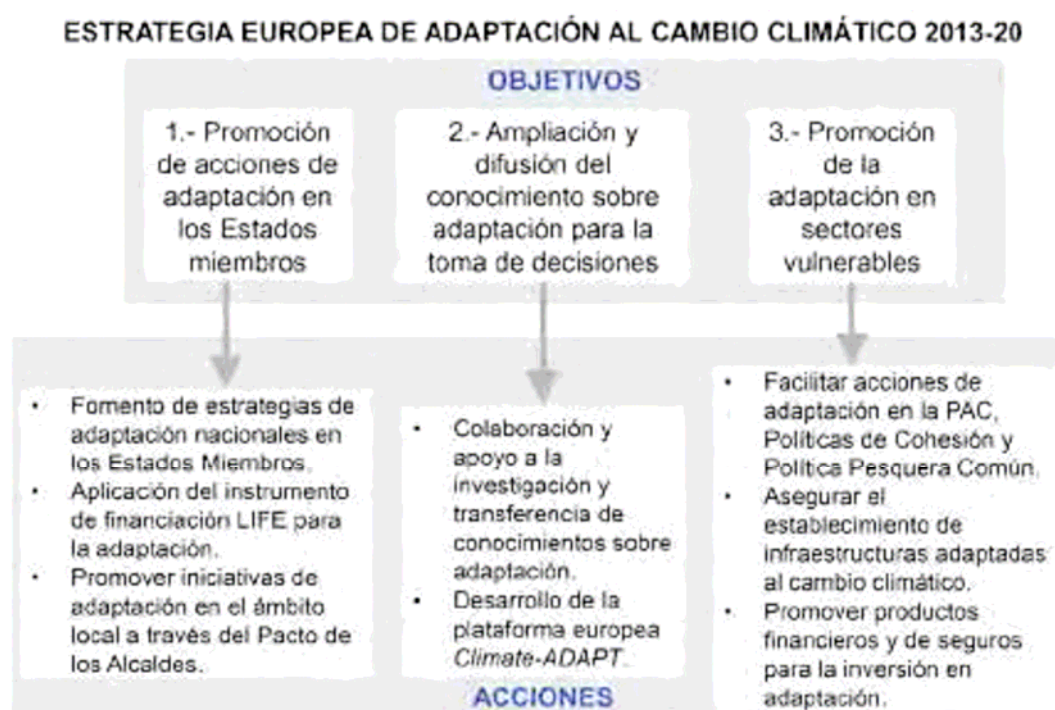 ESTRATEGIA EUROPEA DE ADAPTACIÓN AL CAMBIO CLIMÁTICO 2013-20
OBJETIVOS
1.- Promoción
de acciones de
adaptación en
los Estados
miembros
2.- Ampliación y
difusión del
conocimiento sobre
adaptación para la
toma de decisiones
3.- Promoción
de la
adaptación en
sectores
vulnerables
• Fomento de estrategias de
adaptación nacionales en
los Estados Miembros.
• Aplicación del instrumento
de financiación LIFE para
la adaptación.
• Promover iniciativas de
adaptación en el ámbito
local a través del Pacto de
los Alcaldes.
• Colaboración y
apoyo a la
investigación y
transferencia de
conocimientos sobre
adaptación.
• Desarrollo de la
plataforma europea
Climate-ADAPT.
• Facilitar acciones de
adaptación en la PAC,
Políticas de Cohesión y
Política Pesquera Común.
• Asegurar el
establecimiento de
infraestructuras adaptadas
al cambio climático.
• Promover productos
financieros y de seguros
para la inversión en
adaptación.
ACCIONES